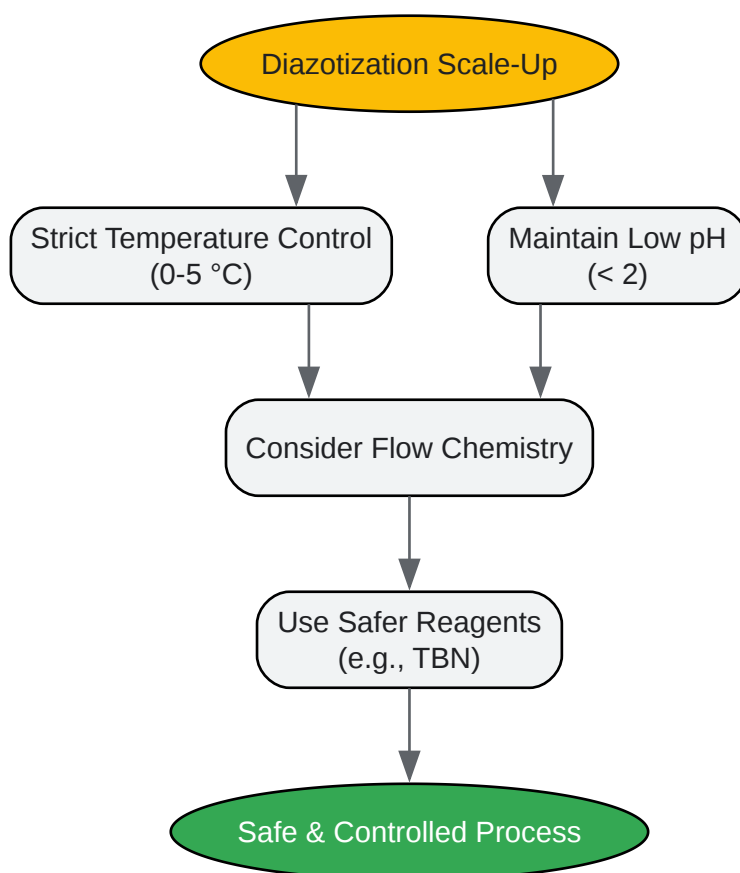 Diazotization Scale-Up
Strict Temperature Control
(0-5 °C)
Maintain Low pH
(< 2)
Consider Flow Chemistry
Use Safer Reagents
(e.g., TBN)
Safe & Controlled Process